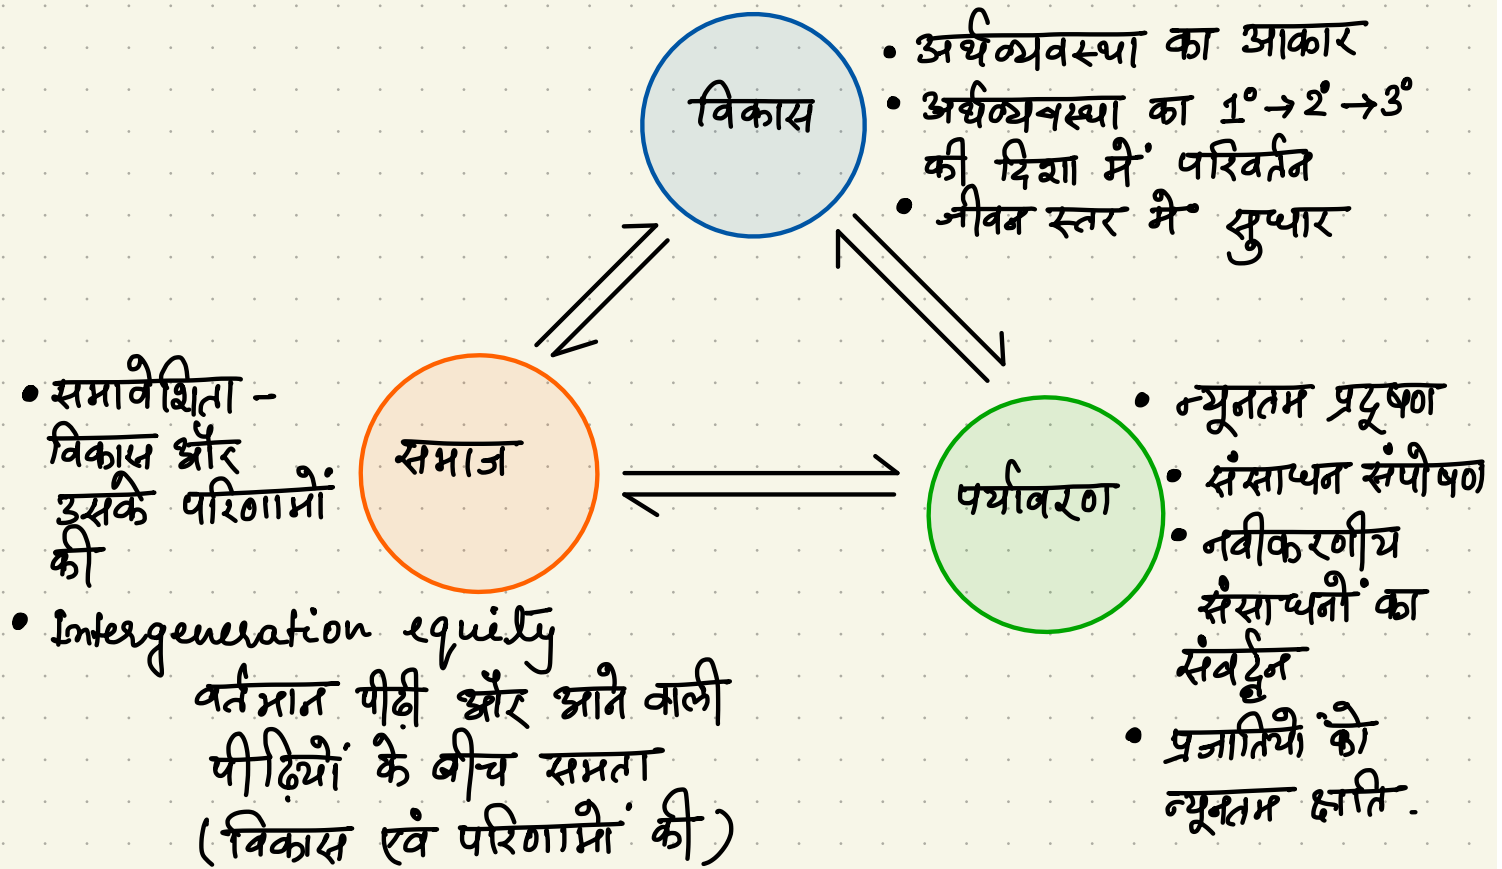 विकास
• अर्थव्यवस्था का आकार
• अर्थव्यवस्था का 1° → 2° → 3°
की दिशा में परिवर्तन
• जीवन स्तर में सुधार
समाज
• समावेशिता -
विकास और
उसके परिणामों
की
• Intergeneration equity
वर्तमान पीढ़ी और आने वाली
पीढ़ियों के बीच समता
(विकास एवं परिणामों की)
पर्यावरण
• न्यूनतम प्रदूषण
• संसाधन संपोषण
• नवीकरणीय
संसाधनों का
संवर्द्धन
• प्रजातियों को
न्यूनतम क्षति.